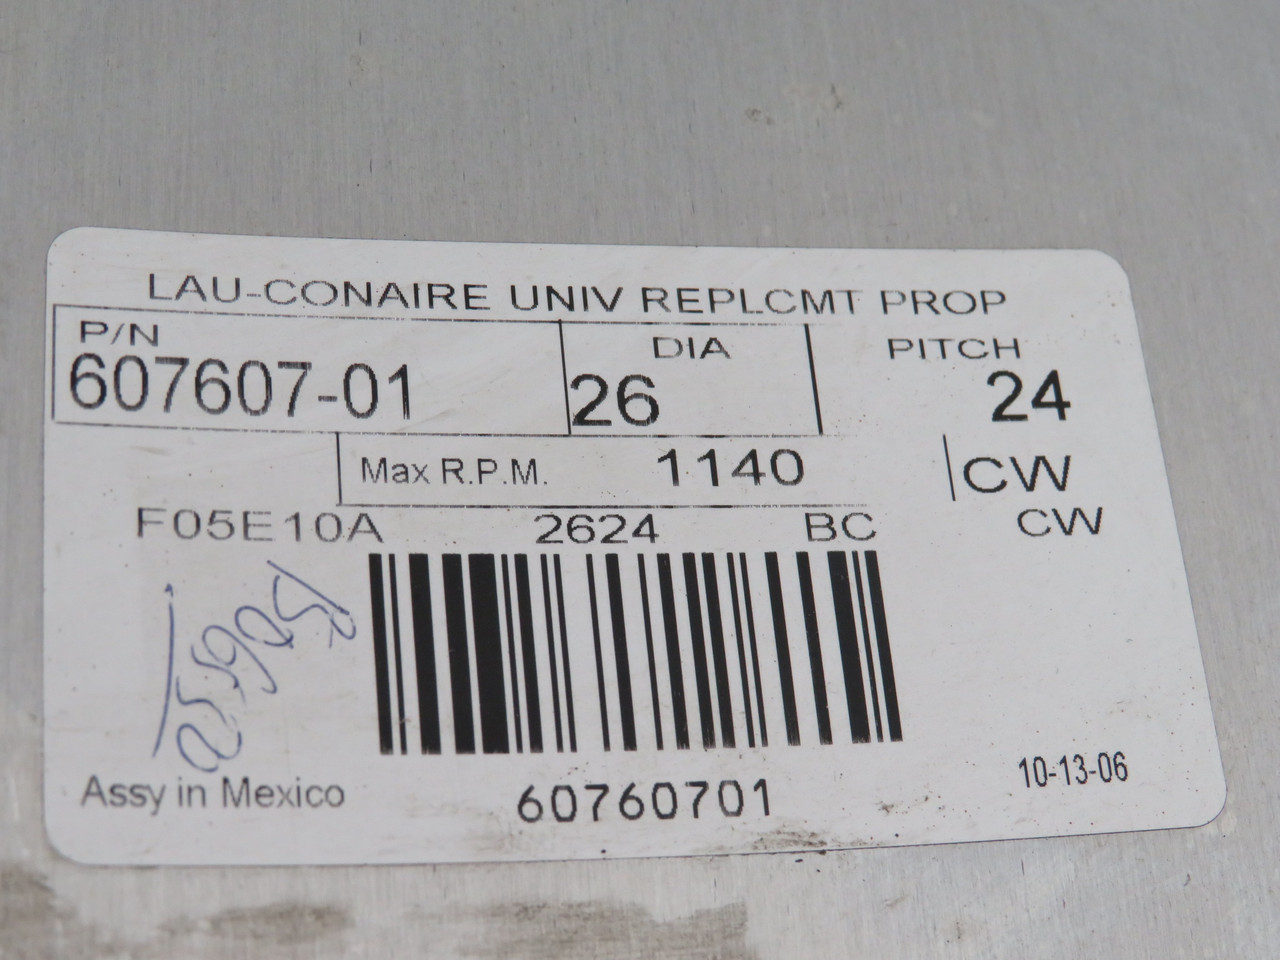 LAU-CONAIRE UNIV REPLCMT PROP
P/N DIA PITCH
607607-01 26 24
Max R.P.M. 1140 CW
F05E10A 2624 BC CW
Assy in Mexico 60760701 10-13-06